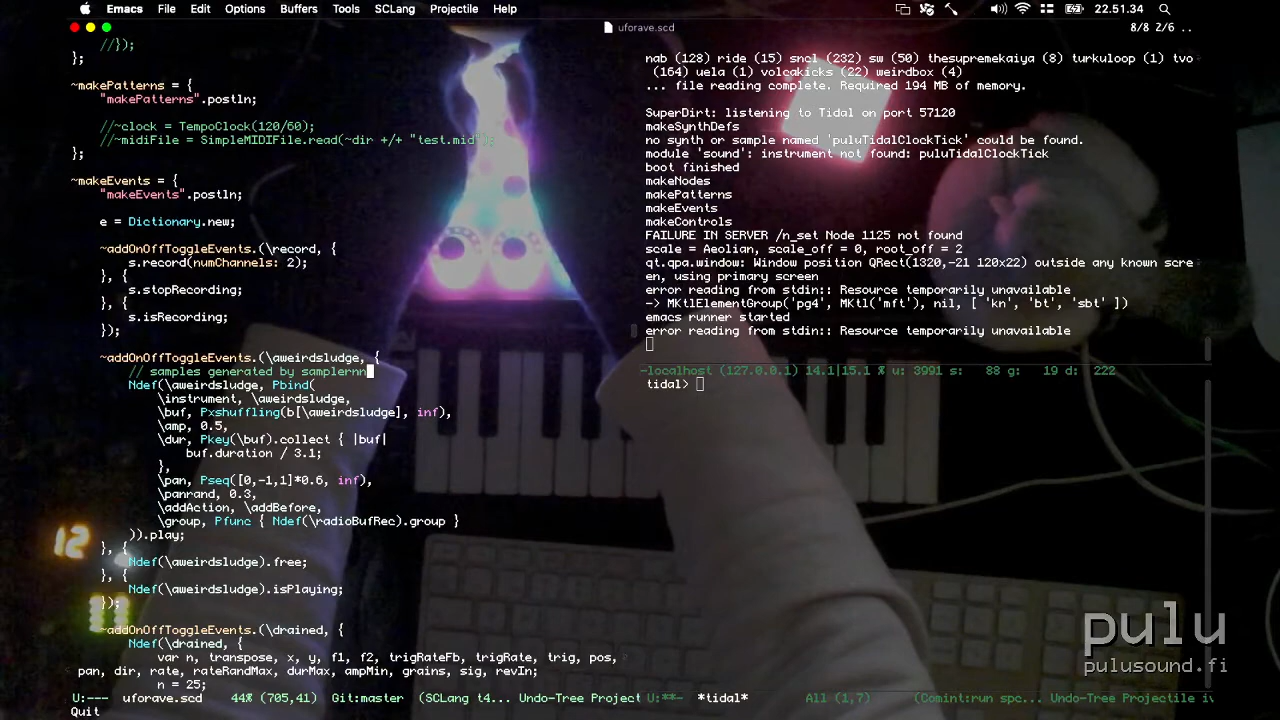 Emacs File Edit Options Buffers Tools SCLang Projectile Help 22.51.34
uforave.scd 8/8 2/6 ..
//});
};
~makePatterns = {
"makePatterns".postln;
//~clock = TempoClock(120/60);
//~midiFile = SimpleMIDIFile.read(~dir +/+ "test.mid");
};
~makeEvents = {
"makeEvents".postln;
e = Dictionary.new;
~addOnOffToggleEvents.(\record, {
s.record(numChannels: 2);
}, {
s.stopRecording;
}, {
s.isRecording;
});
~addOnOffToggleEvents.(\aweirdsludge, {
// samples generated by samplernn
Ndef(\aweirdsludge, Pbind(
\instrument, \aweirdsludge,
\buf, Pxshuffling(b[\aweirdsludge], inf),
\amp, 0.5,
\dur, Pkey(\buf).collect { |buf|
buf.duration / 3.1;
},
\pan, Pseq([0,-1,1]*0.6, inf),
\panrand, 0.3,
\addAction, \addBefore,
\group, Pfunc { Ndef(\radioBufRec).group }
)).play;
}, {
Ndef(\aweirdsludge).free;
}, {
Ndef(\aweirdsludge).isPlaying;
});
~addOnOffToggleEvents.(\drained, {
Ndef(\drained, {
var n, transpose, x, y, f1, f2, trigRateFb, trigRate, trig, pos,
pan, dir, rate, rateRandMax, durMax, ampMin, grains, sig, revIn;
n = 25;
U:--- uforave.scd 44% (705,41) Git:master (SCLang t4... Undo-Tree Project
Quit
nab (128) ride (15) snel (232) sw (50) thesupremekaiya (8) turkuloop (1) tvo
(164) uela (1) volcakicks (22) weirdbox (4)
... file reading complete. Required 194 MB of memory.
SuperDirt: listening to Tidal on port 57120
makeSynthDefs
no synth or sample named 'puluTidalClockTick' could be found.
module 'sound': instrument not found: puluTidalClockTick
boot finished
makeNodes
makePatterns
makeEvents
makeControls
FAILURE IN SERVER /n_set Node 1125 not found
scale = Aeolian, scale_off = 0, root_off = 2
qt.qpa.window: Window position QRect(1320,-21 120x22) outside any known scre
en, using primary screen
error reading from stdin:: Resource temporarily unavailable
-> MKtlElementGroup('pg4', MKtl('mft'), nil, [ 'kn', 'bt', 'sbt' ])
emacs runner started
error reading from stdin:: Resource temporarily unavailable
-localhost (127.0.0.1) 14.1|15.1 % u: 3991 s: 88 g: 19 d: 222
tidal>
U:**- *tidal* All (1,7) (Comint:run spc... Undo-Tree Projectile iv
12
pulu
pulusound.fi